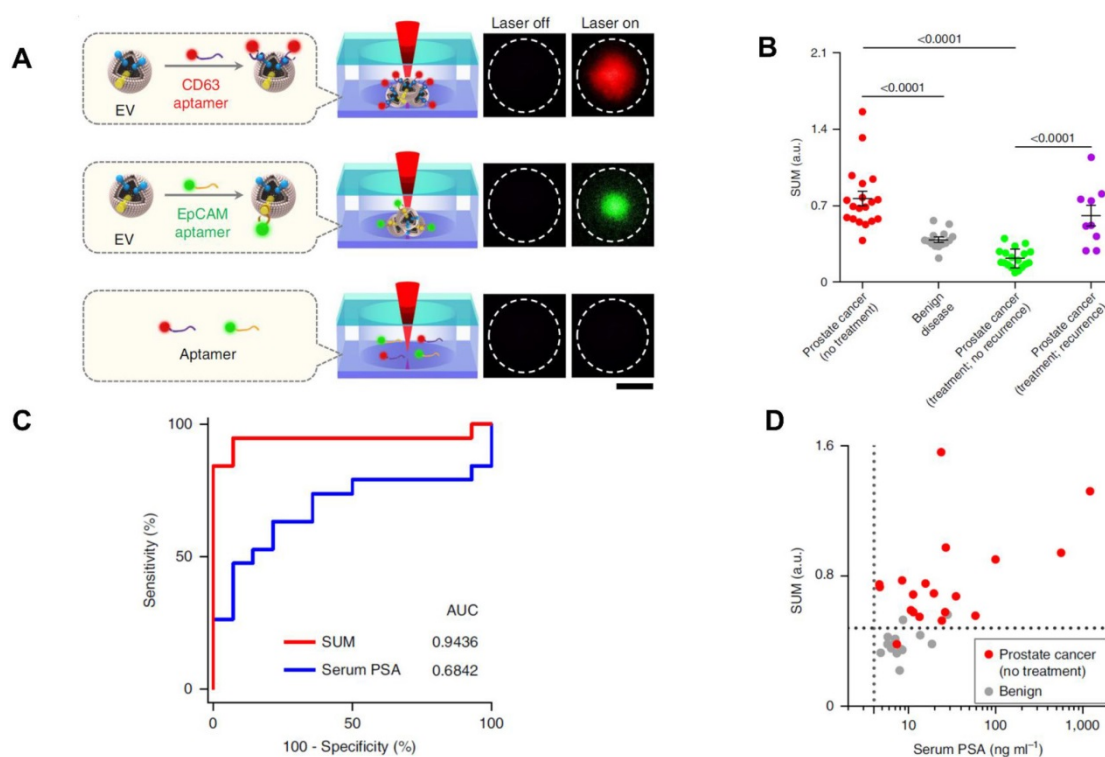 A
EV
CD63
aptamer
Laser off
Laser on
EV
EpCAM
aptamer
Aptamer
B
SUM (a.u.)
2.1
1.4
0.7
0
<0.0001
<0.0001
<0.0001
Prostate cancer
(no treatment)
Benign
disease
Prostate cancer
(treatment; no recurrence)
Prostate cancer
(treatment; recurrence)
C
Sensitivity (%)
100
50
0
AUC
SUM 0.9436
Serum PSA 0.6842
0 50 100
100 - Specificity (%)
D
SUM (a.u.)
1.6
0.8
0
Prostate cancer
(no treatment)
Benign
10 100 1,000
Serum PSA (ng ml⁻¹)